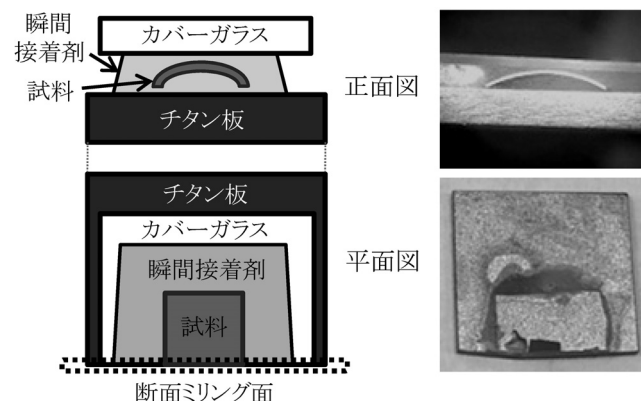 瞬間
接着剤
カバーガラス
試料
チタン板
正面図
チタン板
カバーガラス
瞬間接着剤
試料
平面図
断面ミリング面